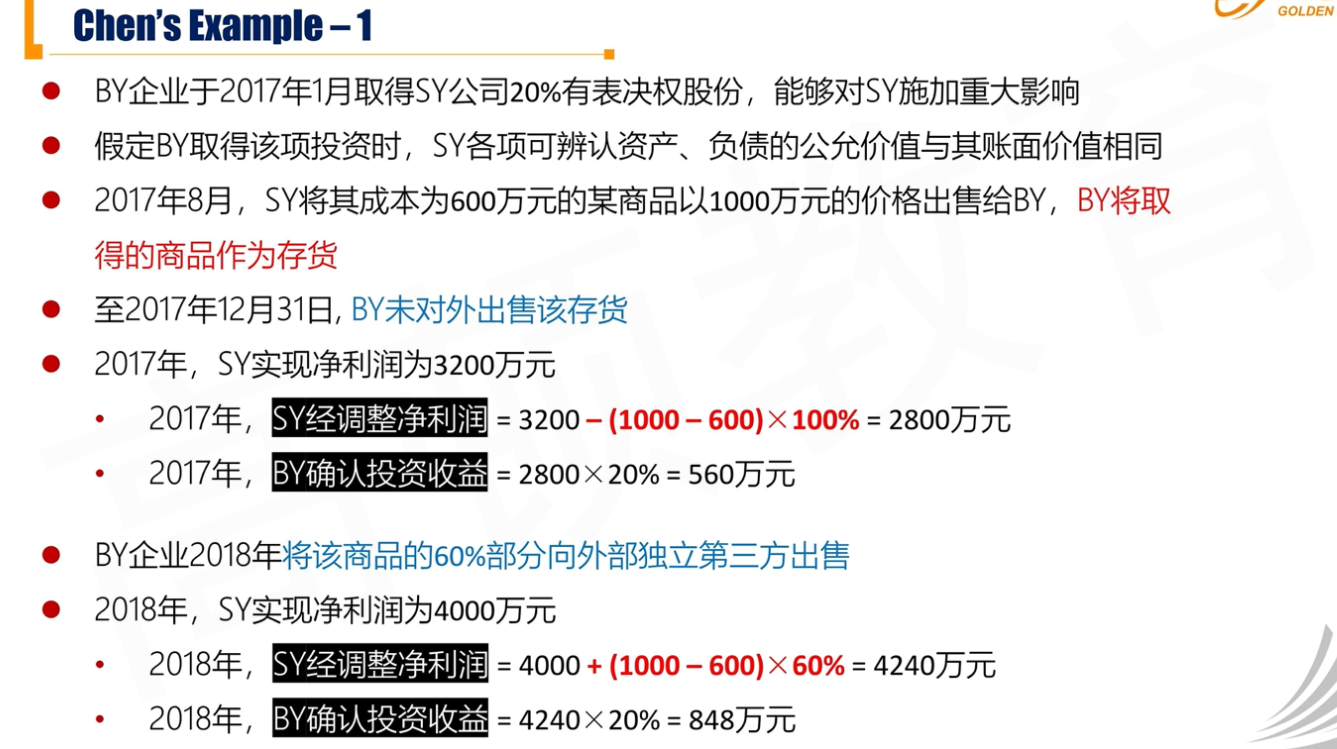 Chen's Example – 1
GOLDEN
BY企业于2017年1月取得SY公司20%有表决权股份，能够对SY施加重大影响
假定BY取得该项投资时，SY各项可辨认资产、负债的公允价值与其账面价值相同
2017年8月，SY将其成本为600万元的某商品以1000万元的价格出售给BY，BY将取
得的商品作为存货
至2017年12月31日, BY未对外出售该存货
2017年，SY实现净利润为3200万元
2017年，SY经调整净利润 = 3200 – (1000 – 600)×100% = 2800万元
2017年，BY确认投资收益 = 2800×20% = 560万元
BY企业2018年将该商品的60%部分向外部独立第三方出售
2018年，SY实现净利润为4000万元
2018年，SY经调整净利润 = 4000 + (1000 – 600)×60% = 4240万元
2018年，BY确认投资收益 = 4240×20% = 848万元
高顿教育